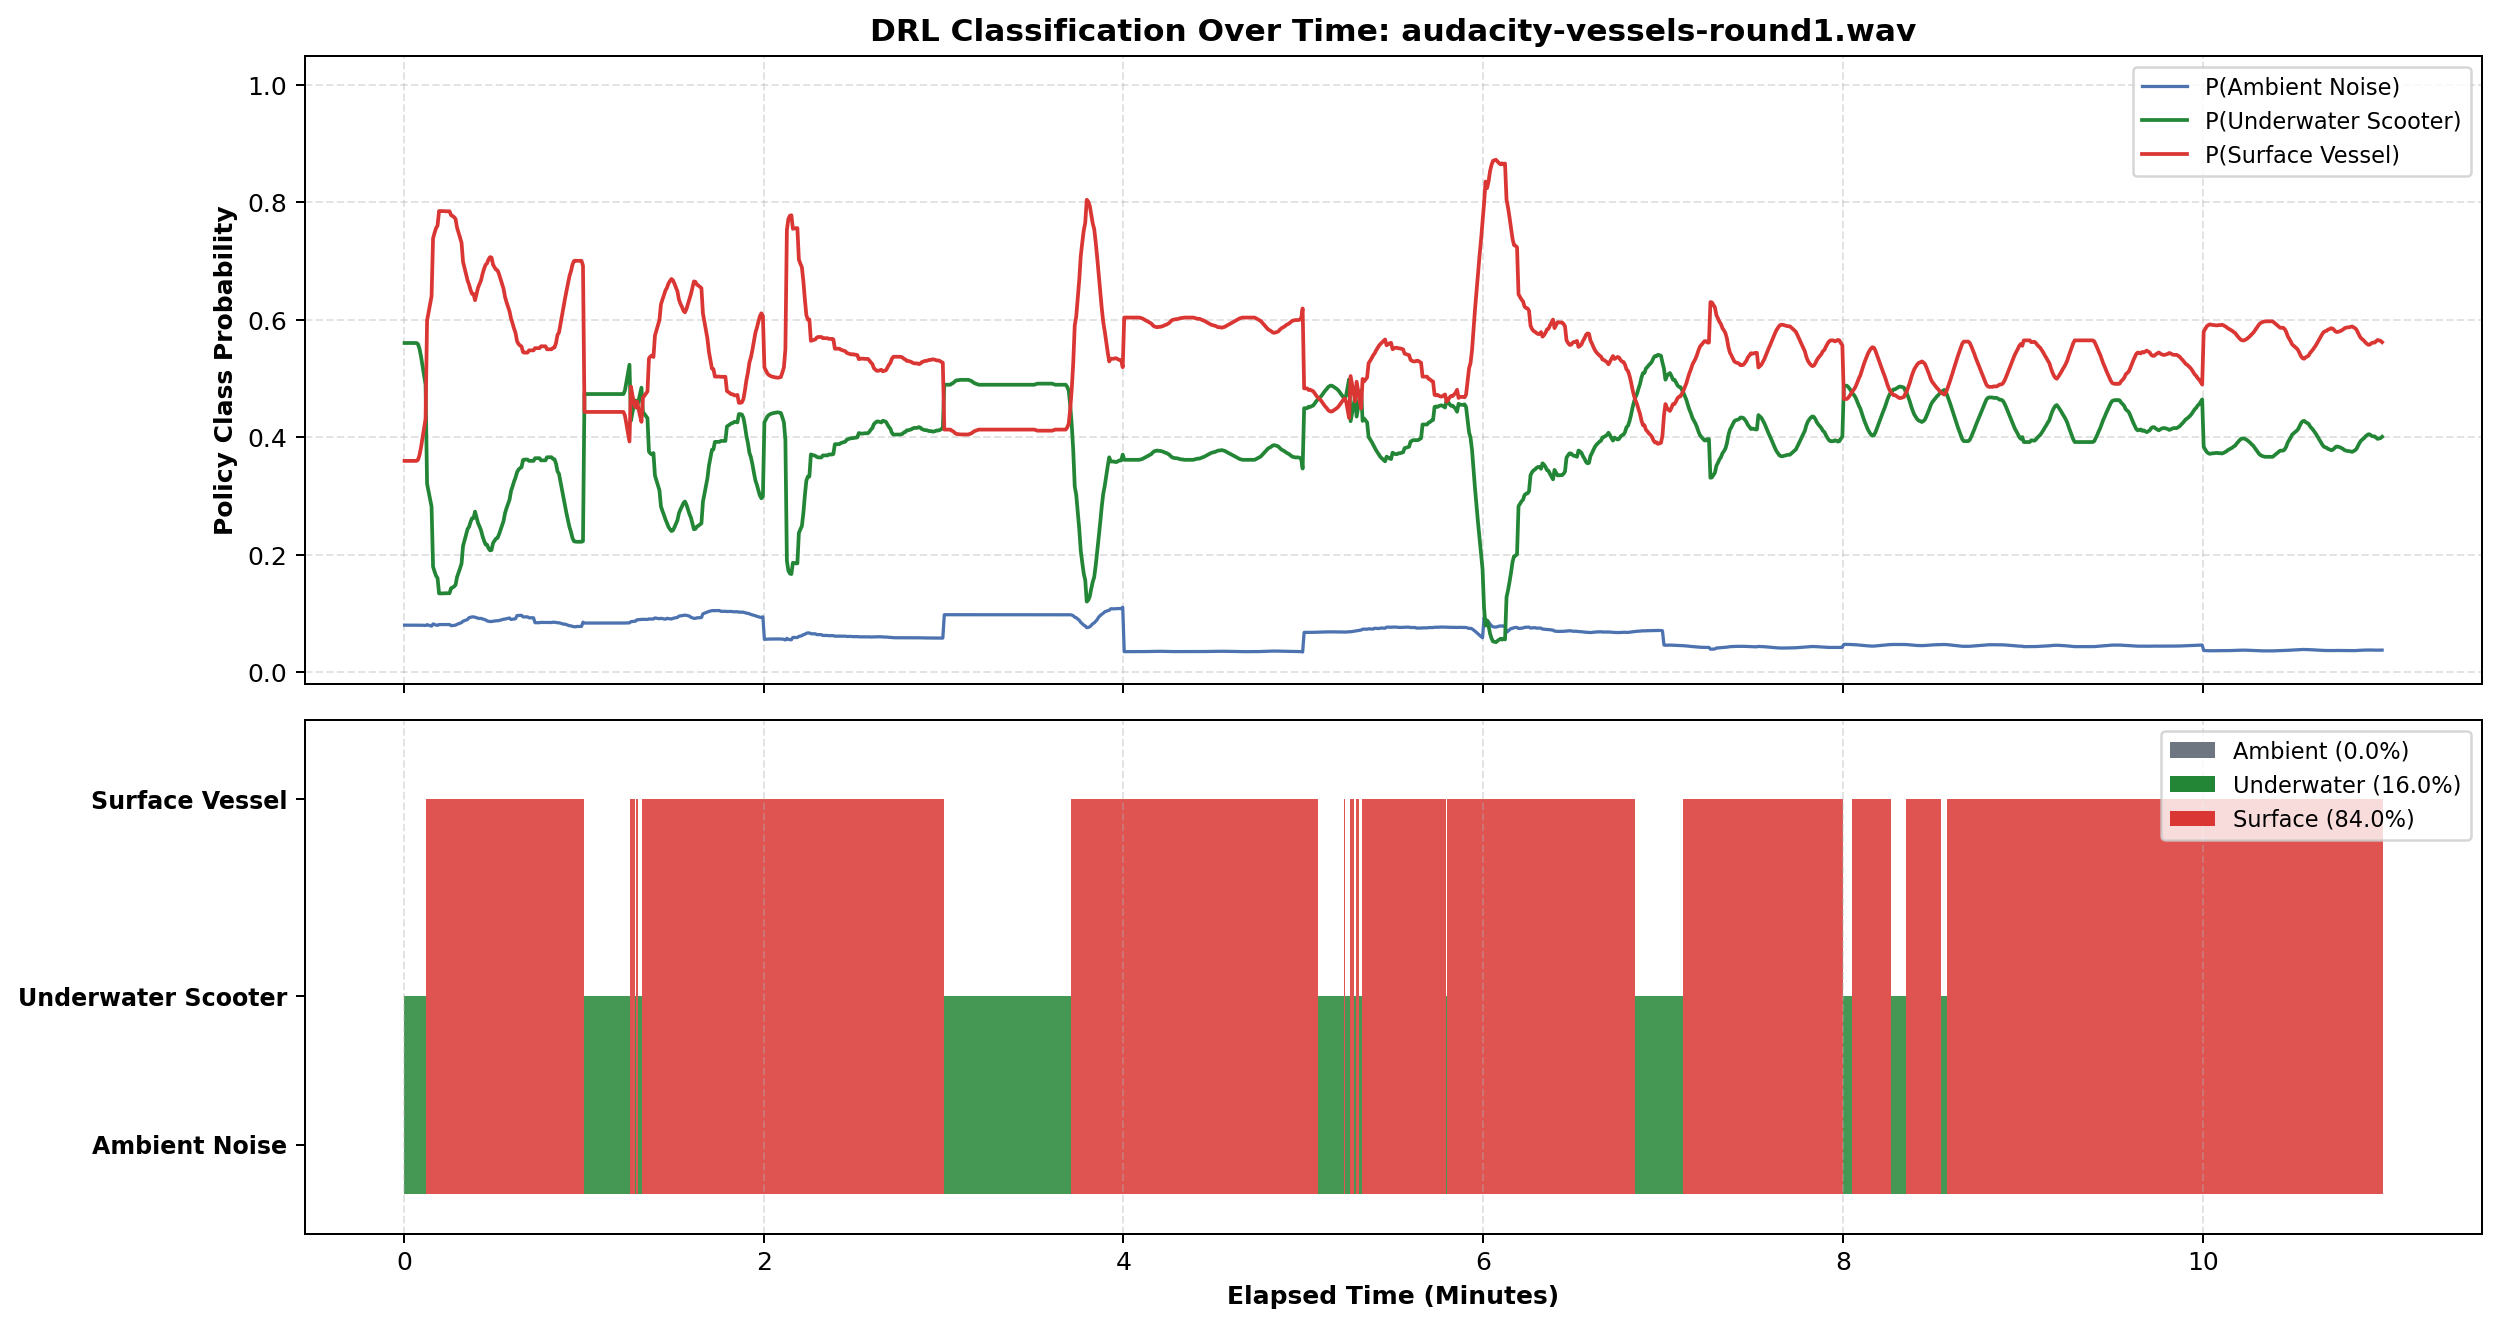 DRL Classification Over Time: audacity-vessels-round1.wav
Policy Class Probability
1.0
0.8
0.6
0.4
0.2
0.0
P(Ambient Noise)
P(Underwater Scooter)
P(Surface Vessel)
Surface Vessel
Underwater Scooter
Ambient Noise
Ambient (0.0%)
Underwater (16.0%)
Surface (84.0%)
0 2 4 6 8 10
Elapsed Time (Minutes)